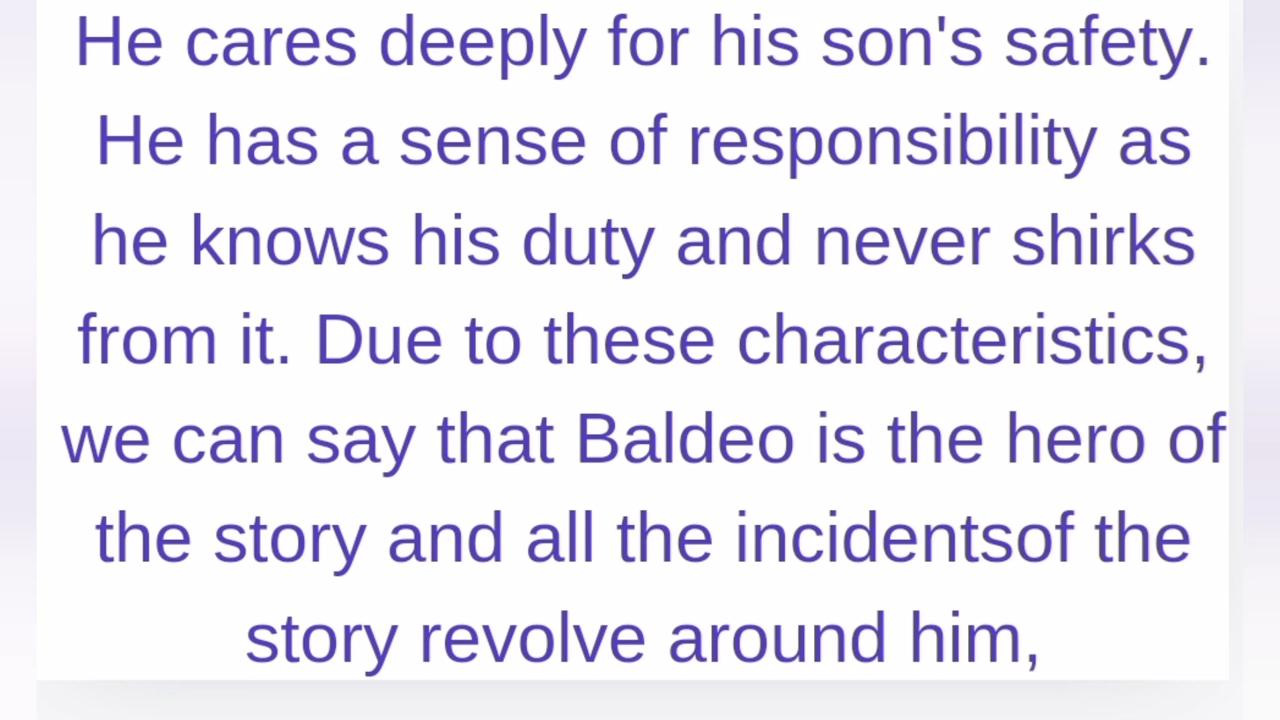 He cares deeply for his son's safety.
He has a sense of responsibility as
he knows his duty and never shirks
from it. Due to these characteristics,
we can say that Baldeo is the hero of
the story and all the incidentsof the
story revolve around him,